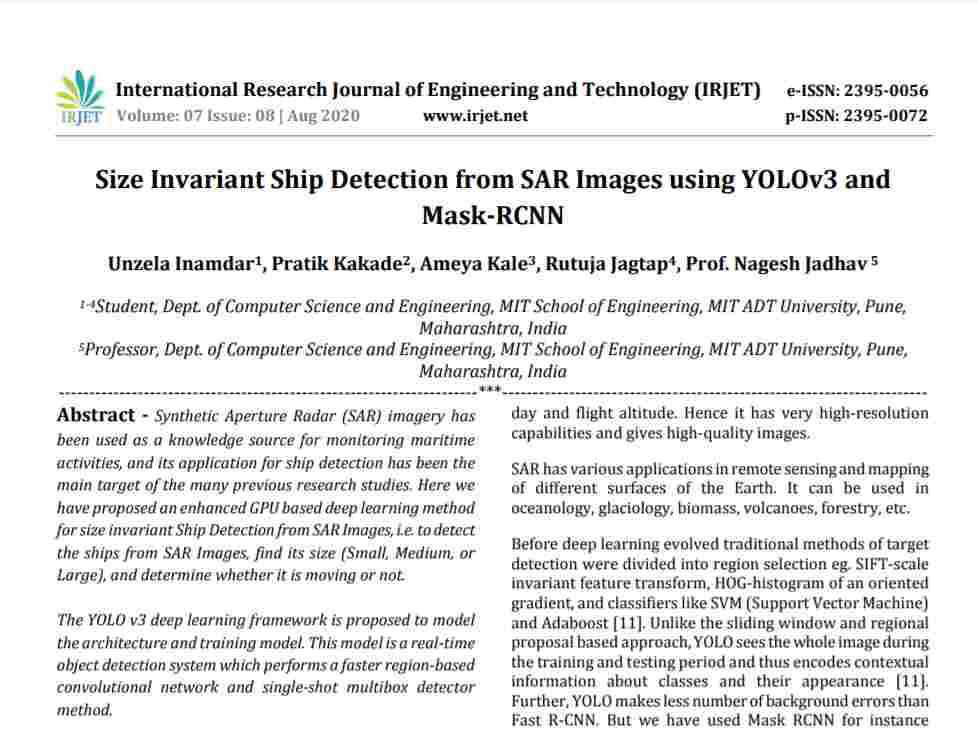 International Research Journal of Engineering and Technology (IRJET) e-ISSN: 2395-0056
IRJET Volume: 07 Issue: 08 | Aug 2020 www.irjet.net p-ISSN: 2395-0072
Size Invariant Ship Detection from SAR Images using YOLOv3 and
Mask-RCNN
Unzela Inamdar¹, Pratik Kakade², Ameya Kale³, Rutuja Jagtap⁴, Prof. Nagesh Jadhav ⁵
¹⁻⁴Student, Dept. of Computer Science and Engineering, MIT School of Engineering, MIT ADT University, Pune,
Maharashtra, India
⁵Professor, Dept. of Computer Science and Engineering, MIT School of Engineering, MIT ADT University, Pune,
Maharashtra, India
---------------------------------------------------------------------***---------------------------------------------------------------------
Abstract - Synthetic Aperture Radar (SAR) imagery has
been used as a knowledge source for monitoring maritime
activities, and its application for ship detection has been the
main target of the many previous research studies. Here we
have proposed an enhanced GPU based deep learning method
for size invariant Ship Detection from SAR Images, i.e. to detect
the ships from SAR Images, find its size (Small, Medium, or
Large), and determine whether it is moving or not.
The YOLO v3 deep learning framework is proposed to model
the architecture and training model. This model is a real-time
object detection system which performs a faster region-based
convolutional network and single-shot multibox detector
method.
day and flight altitude. Hence it has very high-resolution
capabilities and gives high-quality images.
SAR has various applications in remote sensing and mapping
of different surfaces of the Earth. It can be used in
oceanology, glaciology, biomass, volcanoes, forestry, etc.
Before deep learning evolved traditional methods of target
detection were divided into region selection eg. SIFT-scale
invariant feature transform, HOG-histogram of an oriented
gradient, and classifiers like SVM (Support Vector Machine)
and Adaboost [11]. Unlike the sliding window and regional
proposal based approach, YOLO sees the whole image during
the training and testing period and thus encodes contextual
information about classes and their appearance [11].
Further, YOLO makes less number of background errors than
Fast R-CNN. But we have used Mask RCNN for instance